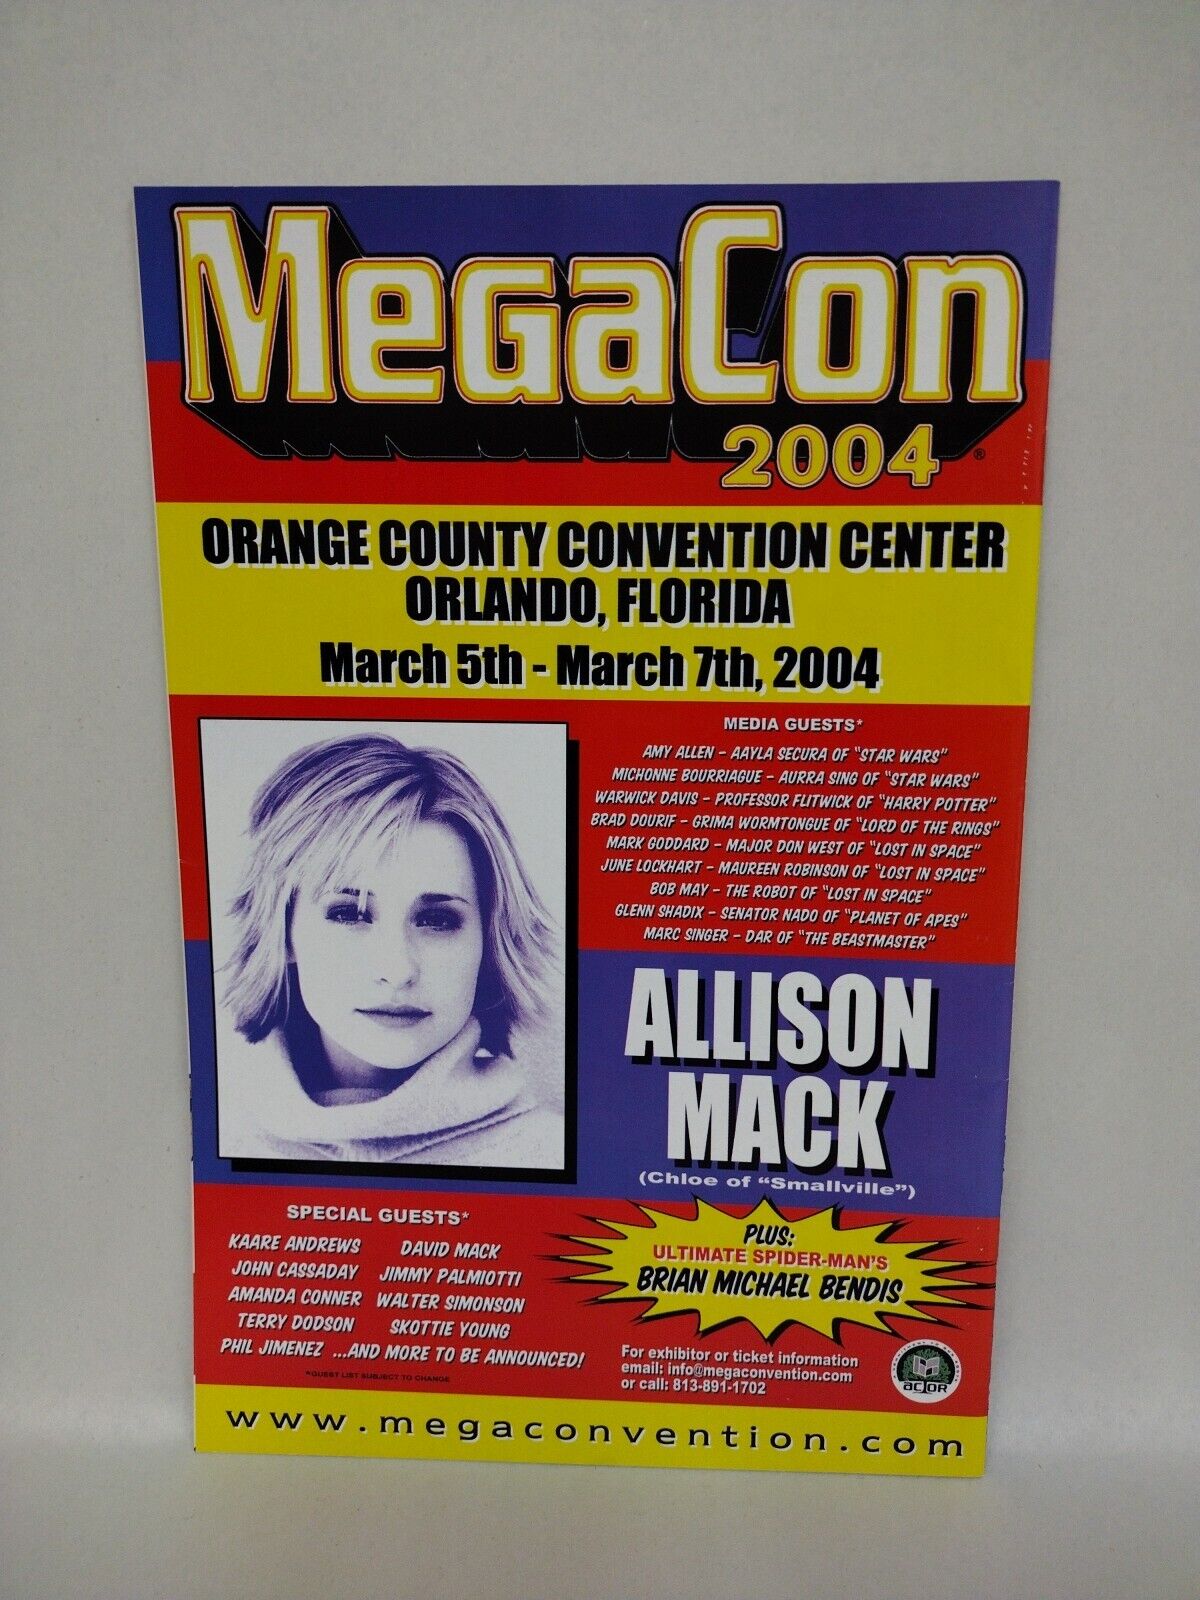 MEGACON
2004
®
ORANGE COUNTY CONVENTION CENTER
ORLANDO, FLORIDA
March 5th - March 7th, 2004
MEDIA GUESTS*
AMY ALLEN - AAYLA SECURA OF "STAR WARS"
MICHONNE BOURRIAGUE - AURRA SING OF "STAR WARS"
WARWICK DAVIS - PROFESSOR FLITWICK OF "HARRY POTTER"
BRAD DOURIF - GRIMA WORMTONGUE OF "LORD OF THE RINGS"
MARK GODDARD - MAJOR DON WEST OF "LOST IN SPACE"
JUNE LOCKHART - MAUREEN ROBINSON OF "LOST IN SPACE"
BOB MAY - THE ROBOT OF "LOST IN SPACE"
GLENN SHADIX - SENATOR NADO OF "PLANET OF APES"
MARC SINGER - DAR OF "THE BEASTMASTER"
ALLISON
MACK
(Chloe of "Smallville")
SPECIAL GUESTS*
KAARE ANDREWS DAVID MACK
JOHN CASSADAY JIMMY PALMIOTTI
AMANDA CONNER WALTER SIMONSON
TERRY DODSON SKOTTIE YOUNG
PHIL JIMENEZ ...AND MORE TO BE ANNOUNCED!
*GUEST LIST SUBJECT TO CHANGE
PLUS:
ULTIMATE SPIDER-MAN'S
BRIAN MICHAEL BENDIS
For exhibitor or ticket information
email: info@megaconvention.com
or call: 813-891-1702
ACTOR
www.megaconvention.com